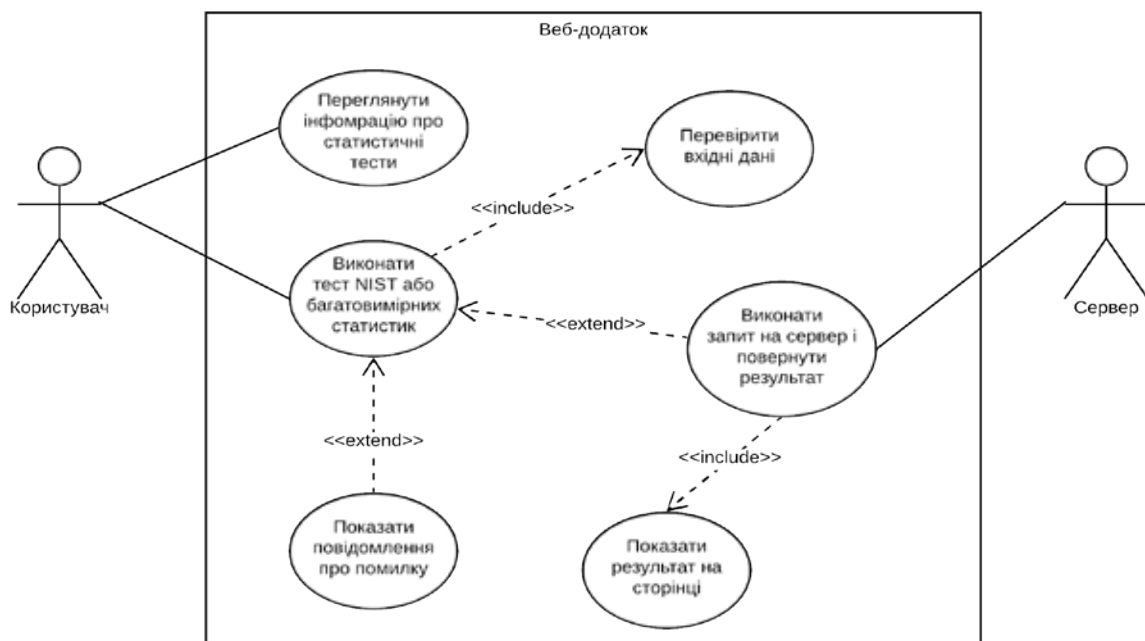 Веб-додаток
Переглянути
інфомрацію про
статистичні
тести
Перевірити
вхідні дані
<<include>>
Виконати
тест NIST або
багатовимірних
статистик
Користувач
<<extend>>
Виконати
запит на сервер і
повернути
результат
Сервер
<<extend>>
<<include>>
Показати
повідомлення
про помилку
Показати
результат на
сторінці